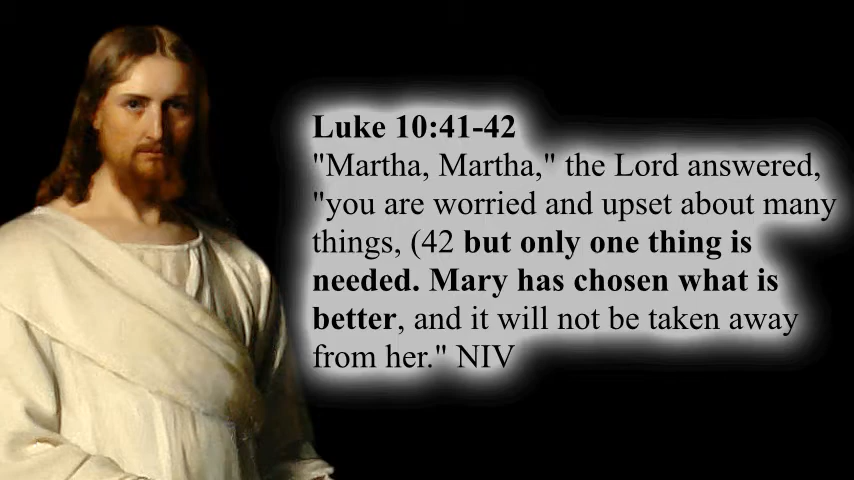 Luke 10:41-42
"Martha, Martha," the Lord answered,
"you are worried and upset about many
things, (42 but only one thing is
needed. Mary has chosen what is
better, and it will not be taken away
from her." NIV